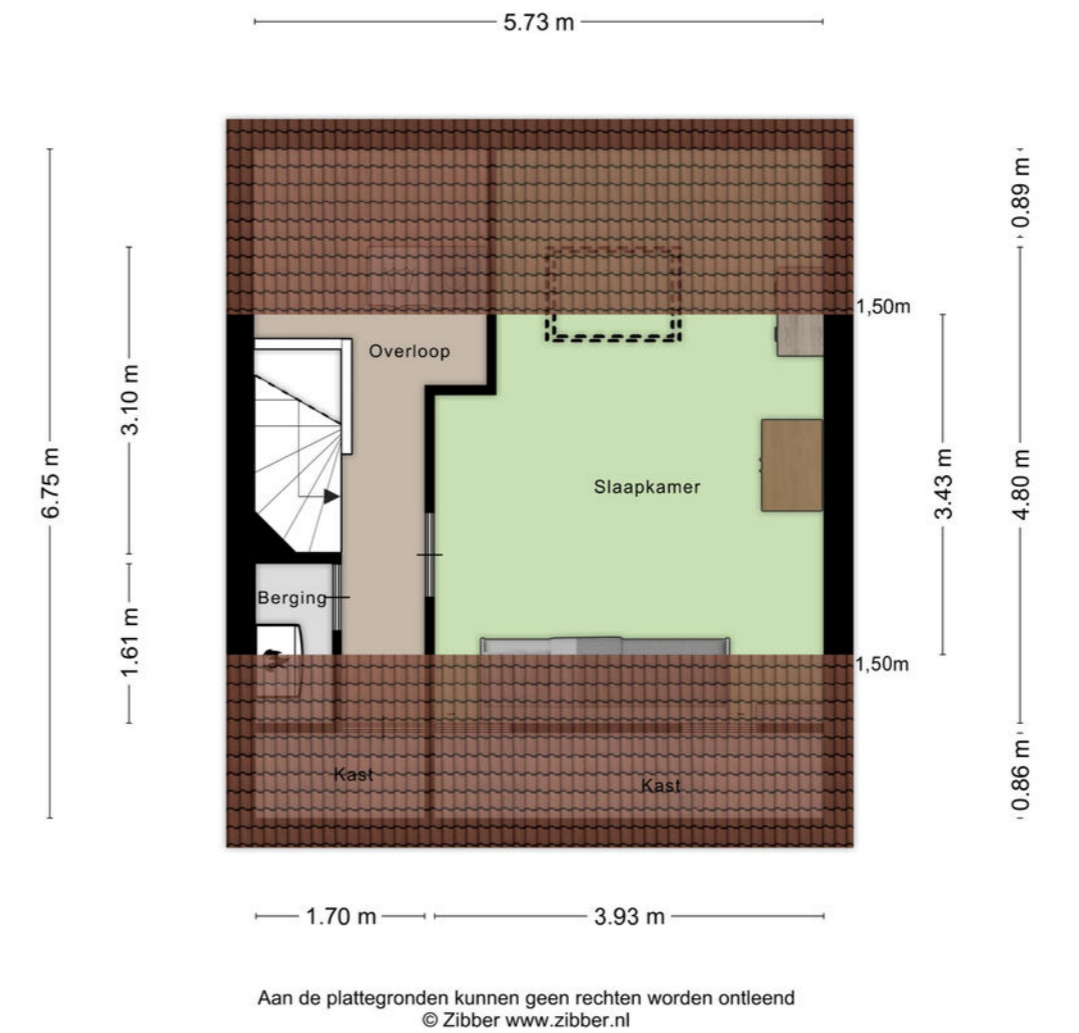 5.73 m
0.89 m
1,50m
Overloop
3.10 m
6.75 m
Slaapkamer
3.43 m
4.80 m
Berging
1.61 m
1,50m
Kast
Kast
0.86 m
1.70 m
3.93 m
Aan de plattegronden kunnen geen rechten worden ontleend
© Zibber www.zibber.nl